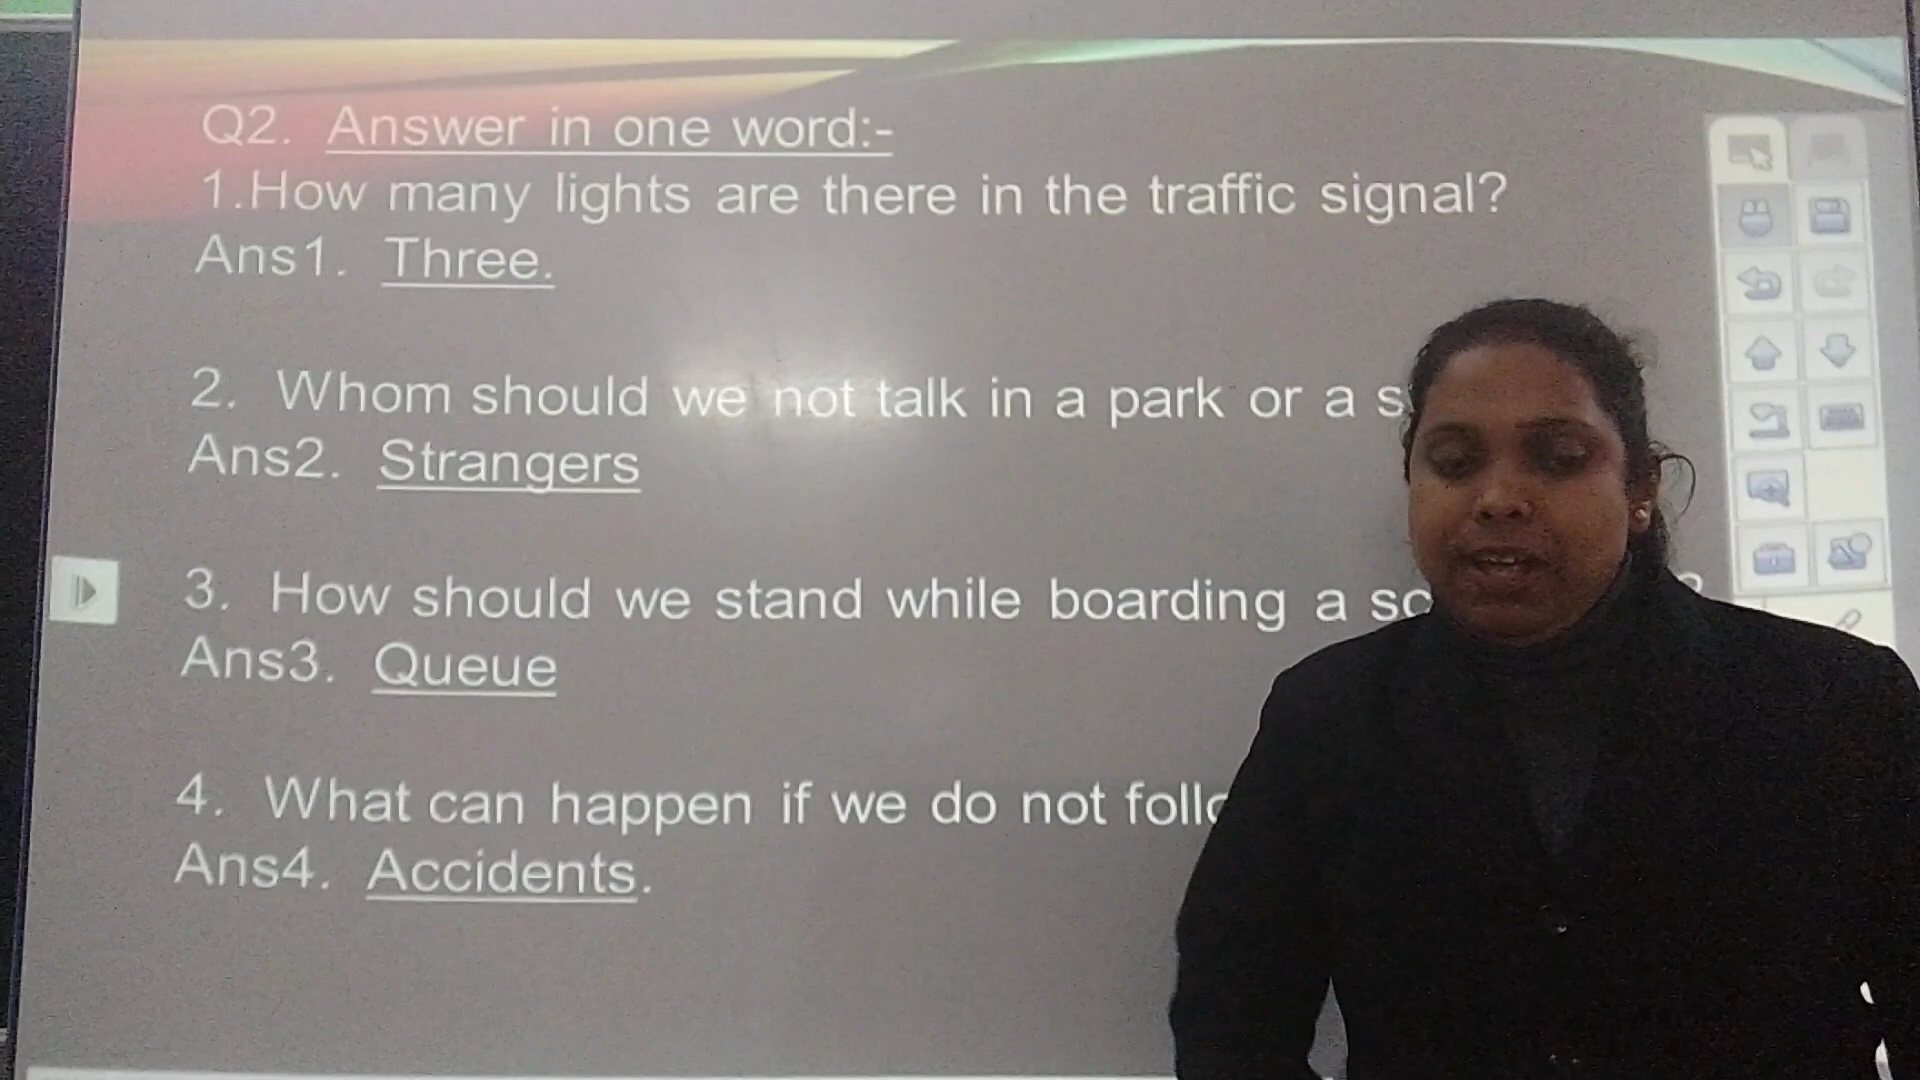 Q2. Answer in one word:-
1.How many lights are there in the traffic signal?
Ans1. Three.
2. Whom should we not talk in a park or a
Ans2. Strangers
3. How should we stand while boarding a
Ans3. Queue
4. What can happen if we do not
Ans4. Accidents.